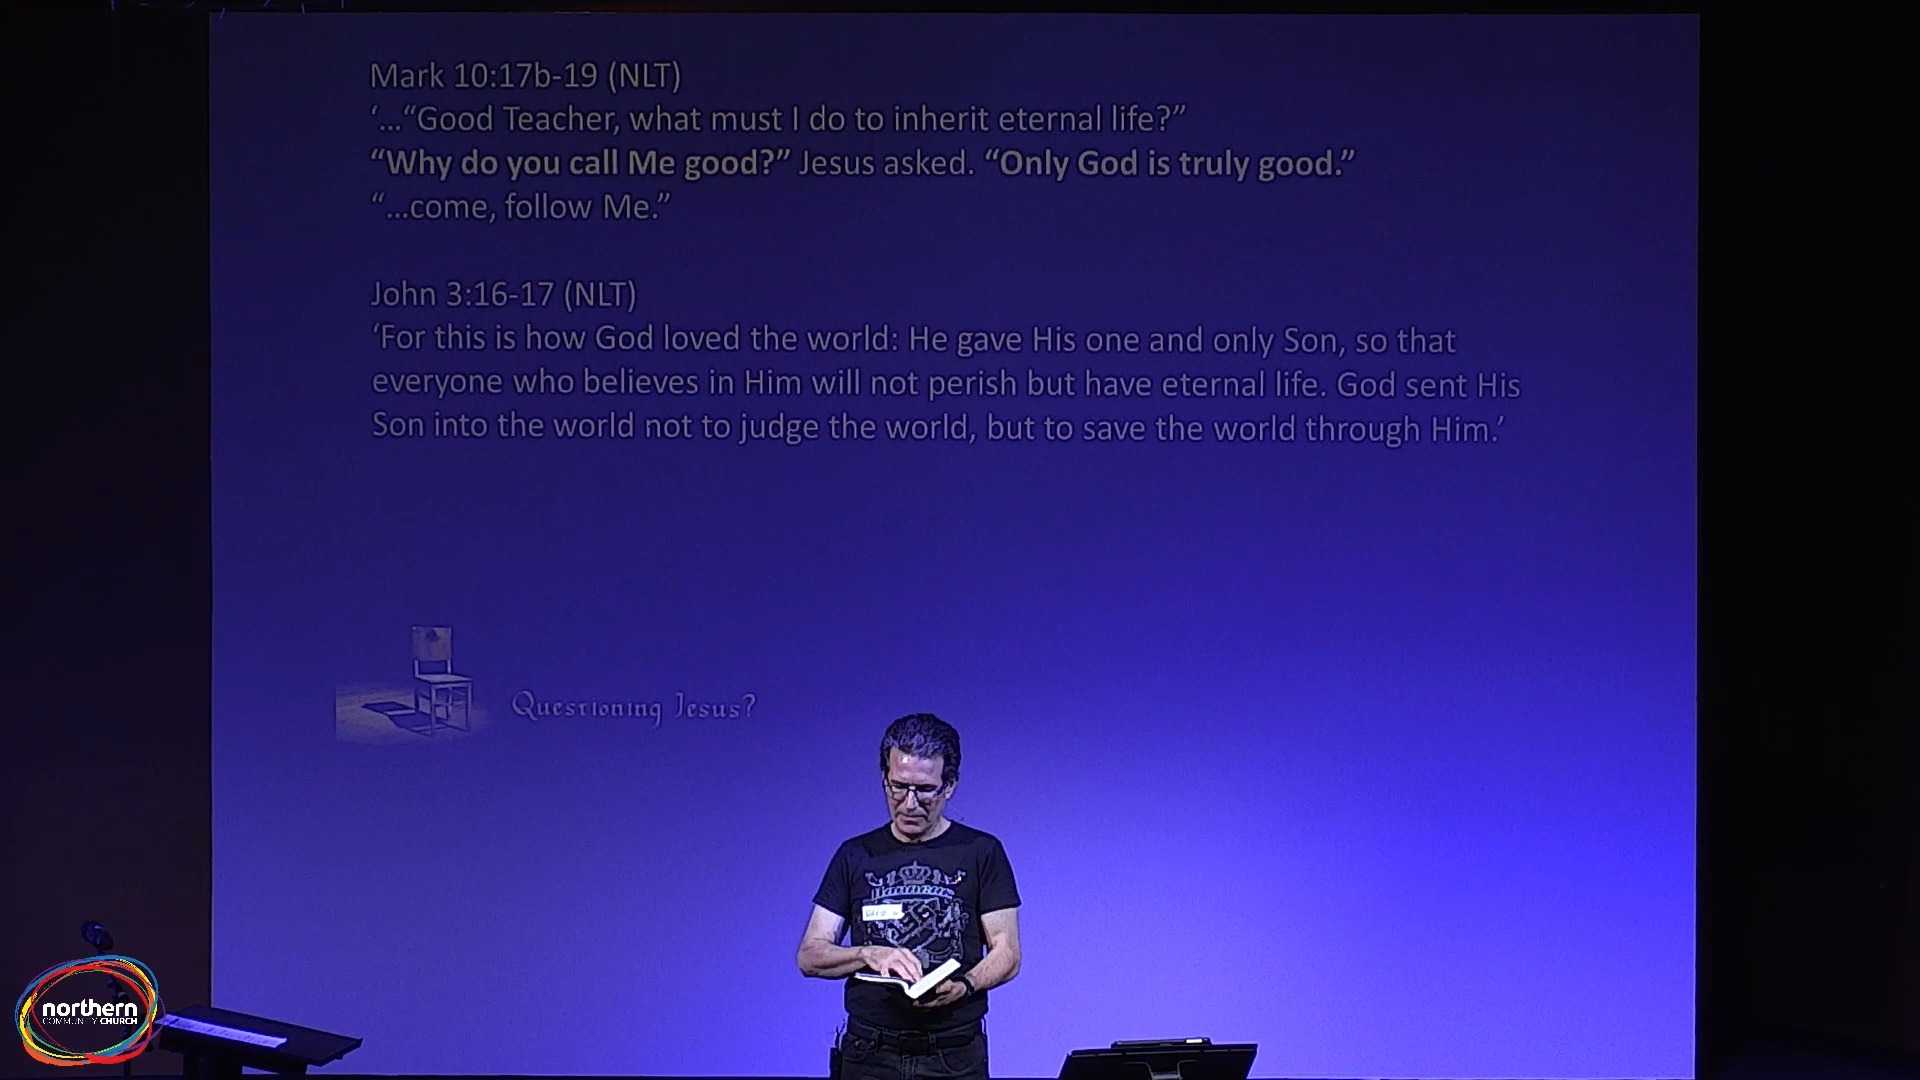 Mark 10:17b-19 (NLT)
‘...“Good Teacher, what must I do to inherit eternal life?”
“Why do you call Me good?” Jesus asked. “Only God is truly good.”
“...come, follow Me.”
John 3:16-17 (NLT)
‘For this is how God loved the world: He gave His one and only Son, so that
everyone who believes in Him will not perish but have eternal life. God sent His
Son into the world not to judge the world, but to save the world through Him.’
Questioning Jesus?
northern
COMMUNITY CHURCH